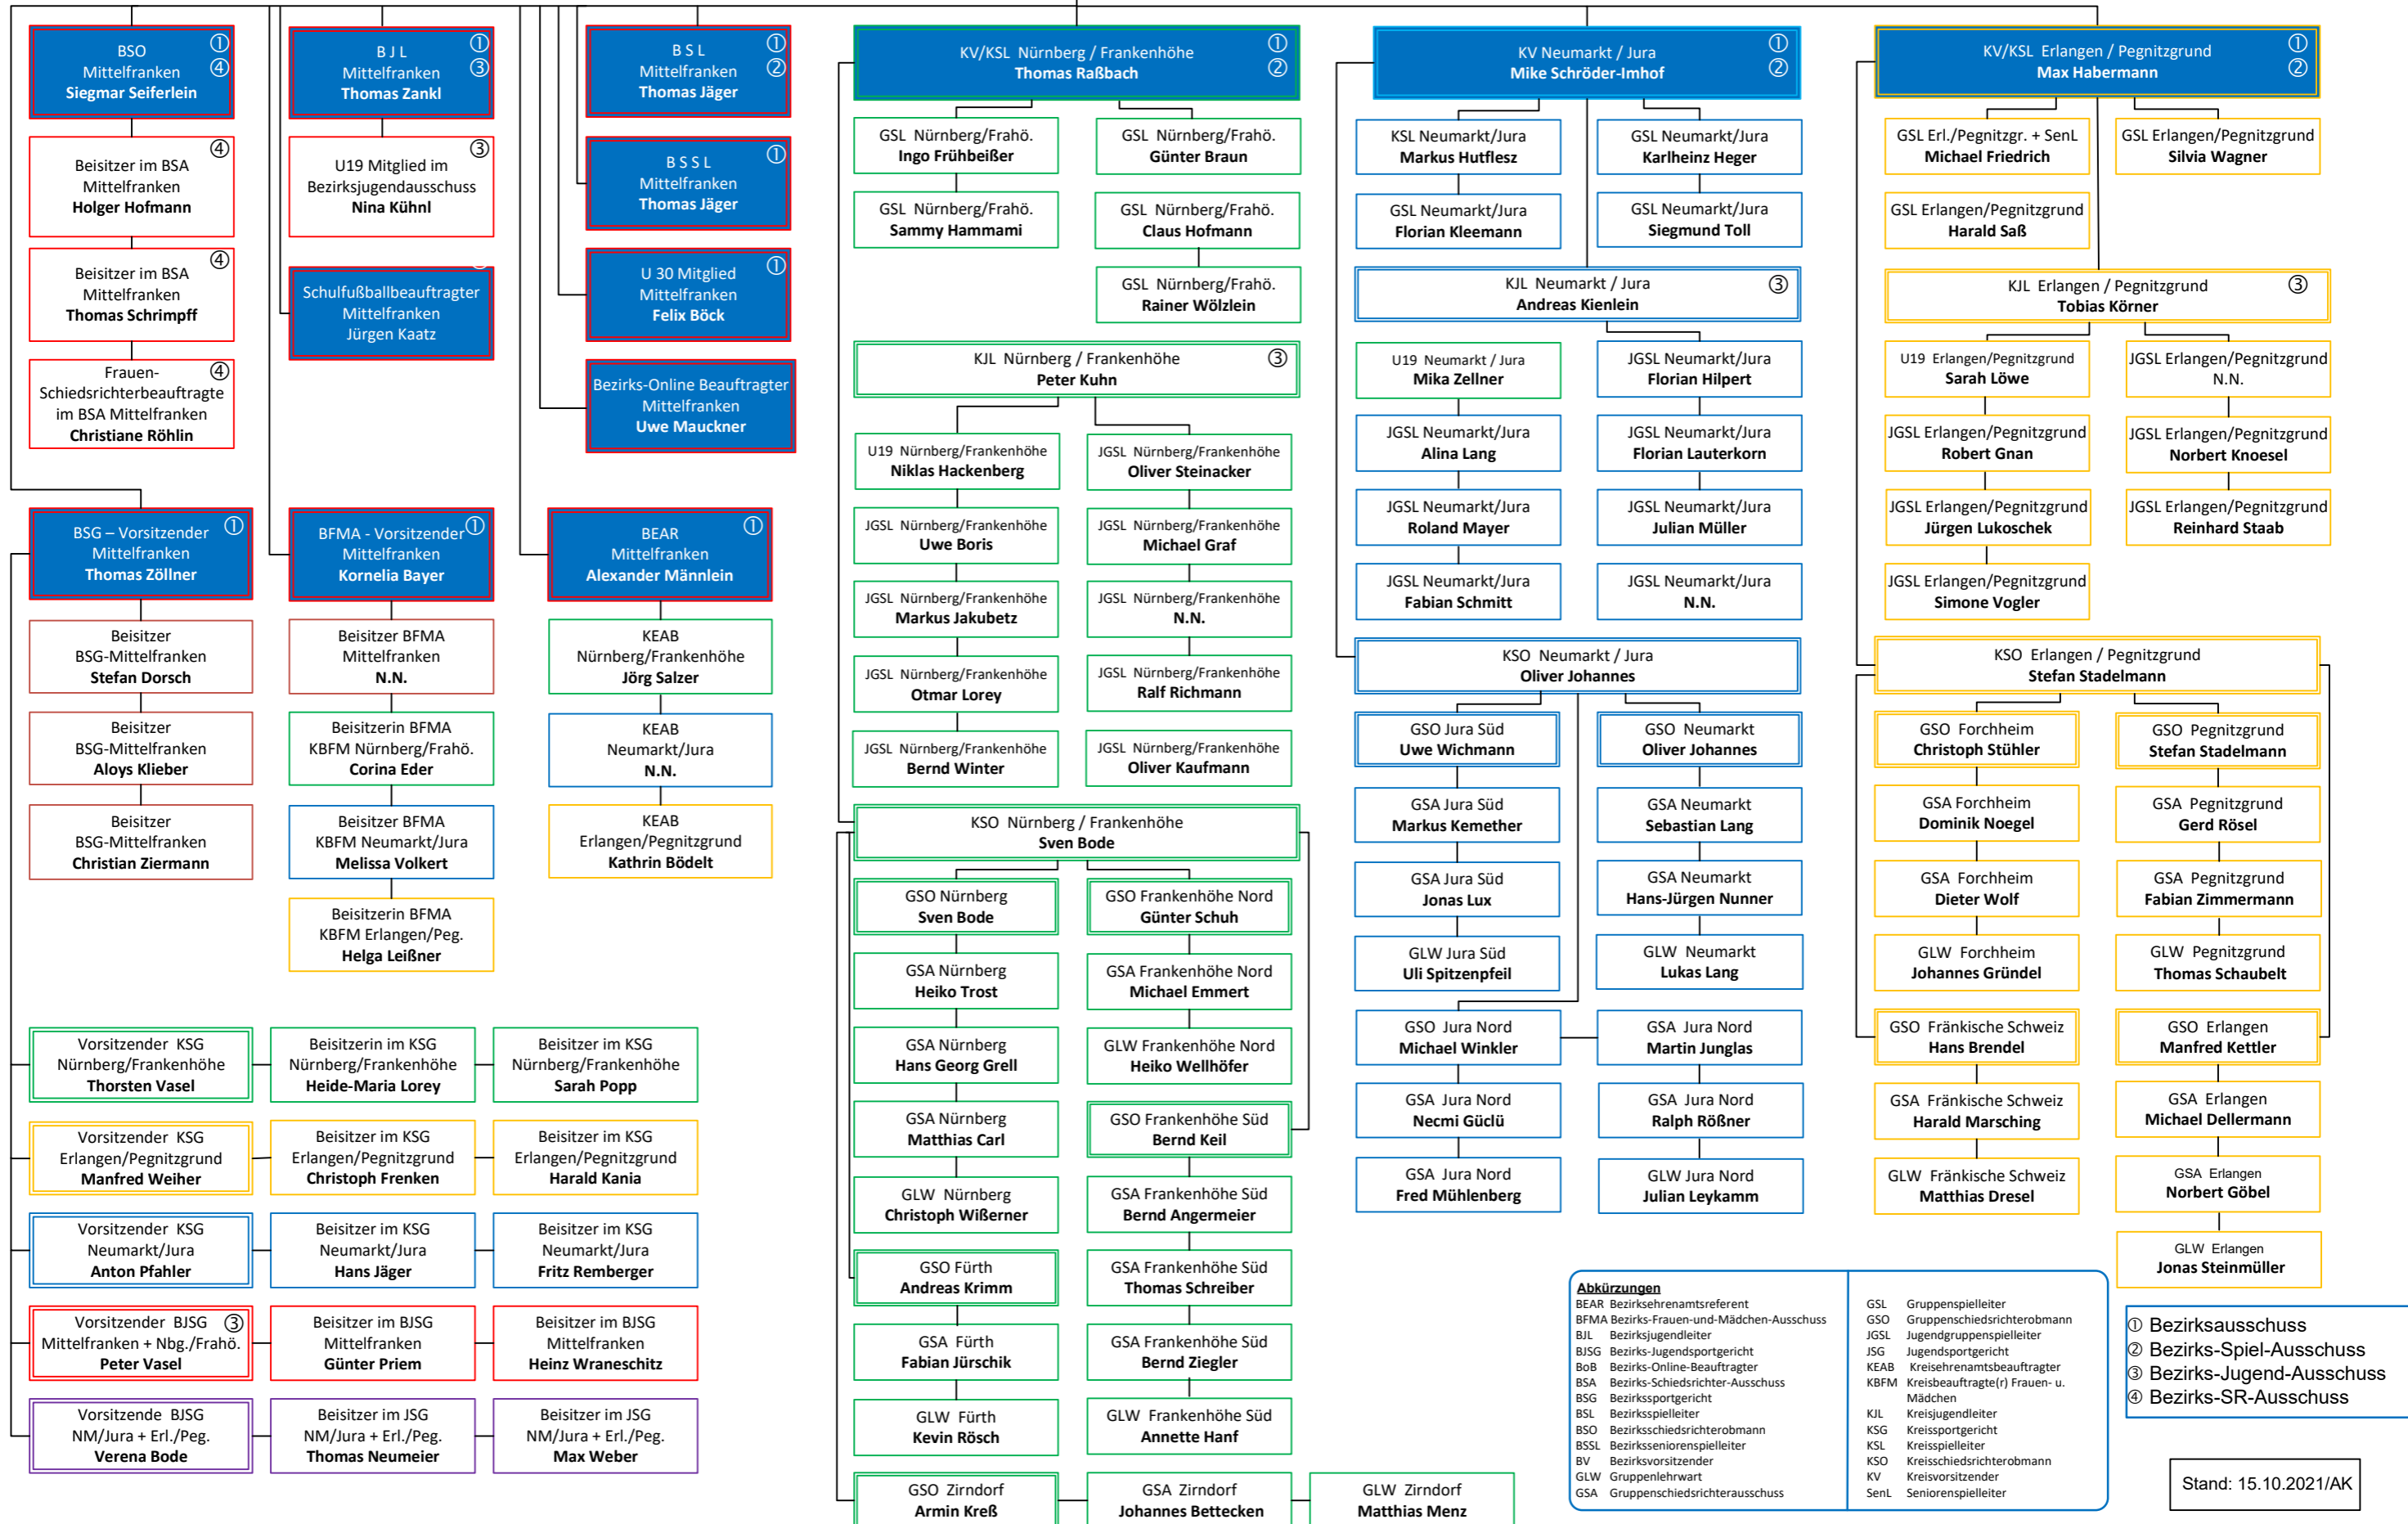 BSO ①
Mittelfranken ④
Siegmar Seiferlein
Beisitzer im BSA ④
Mittelfranken
Holger Hofmann
Beisitzer im BSA ④
Mittelfranken
Thomas Schrimpff
Frauen- ④
Schiedsrichterbeauftragte
im BSA Mittelfranken
Christiane Röhlin
B J L ①
Mittelfranken ③
Thomas Zankl
U19 Mitglied im ③
Bezirksjugendausschuss
Nina Kühnl
Schulfußballbeauftragter
Mittelfranken
Jürgen Kaatz
B S L ①
Mittelfranken ②
Thomas Jäger
B S S L ①
Mittelfranken
Thomas Jäger
U 30 Mitglied ①
Mittelfranken
Felix Böck
Bezirks-Online Beauftragter
Mittelfranken
Uwe Mauckner
BSG – Vorsitzender ①
Mittelfranken
Thomas Zöllner
Beisitzer
BSG-Mittelfranken
Stefan Dorsch
Beisitzer
BSG-Mittelfranken
Aloys Klieber
Beisitzer
BSG-Mittelfranken
Christian Ziermann
BFMA - Vorsitzender ①
Mittelfranken
Kornelia Bayer
Beisitzer BFMA
Mittelfranken
N.N.
Beisitzerin BFMA
KBFM Nürnberg/Frahö.
Corina Eder
Beisitzer BFMA
KBFM Neumarkt/Jura
Melissa Volkert
Beisitzerin BFMA
KBFM Erlangen/Peg.
Helga Leißner
BEAR ①
Mittelfranken
Alexander Männlein
KEAB
Nürnberg/Frankenhöhe
Jörg Salzer
KEAB
Neumarkt/Jura
N.N.
KEAB
Erlangen/Pegnitzgrund
Kathrin Bödelt
Vorsitzender KSG
Nürnberg/Frankenhöhe
Thorsten Vasel
Beisitzerin im KSG
Nürnberg/Frankenhöhe
Heide-Maria Lorey
Beisitzer im KSG
Nürnberg/Frankenhöhe
Sarah Popp
Vorsitzender KSG
Erlangen/Pegnitzgrund
Manfred Weiher
Beisitzer im KSG
Erlangen/Pegnitzgrund
Christoph Frenken
Beisitzer im KSG
Erlangen/Pegnitzgrund
Harald Kania
Vorsitzender KSG
Neumarkt/Jura
Anton Pfahler
Beisitzer im KSG
Neumarkt/Jura
Hans Jäger
Beisitzer im KSG
Neumarkt/Jura
Fritz Remberger
Vorsitzender BJSG ③
Mittelfranken + Nbg./Frahö.
Peter Vasel
Beisitzer im BJSG
Mittelfranken
Günter Priem
Beisitzer im BJSG
Mittelfranken
Heinz Wraneschitz
Vorsitzende BJSG
NM/Jura + Erl./Peg.
Verena Bode
Beisitzer im JSG
NM/Jura + Erl./Peg.
Thomas Neumeier
Beisitzer im JSG
NM/Jura + Erl./Peg.
Max Weber
KV/KSL Nürnberg / Frankenhöhe ①
Thomas Raßbach ②
GSL Nürnberg/Frahö.
Ingo Frühbeißer
GSL Nürnberg/Frahö.
Günter Braun
GSL Nürnberg/Frahö.
Sammy Hammami
GSL Nürnberg/Frahö.
Claus Hofmann
GSL Nürnberg/Frahö.
Rainer Wölzlein
KJL Nürnberg / Frankenhöhe ③
Peter Kuhn
U19 Nürnberg/Frankenhöhe
Niklas Hackenberg
JGSL Nürnberg/Frankenhöhe
Oliver Steinacker
JGSL Nürnberg/Frankenhöhe
Uwe Boris
JGSL Nürnberg/Frankenhöhe
Michael Graf
JGSL Nürnberg/Frankenhöhe
Markus Jakubetz
JGSL Nürnberg/Frankenhöhe
N.N.
JGSL Nürnberg/Frankenhöhe
Otmar Lorey
JGSL Nürnberg/Frankenhöhe
Ralf Richmann
JGSL Nürnberg/Frankenhöhe
Bernd Winter
JGSL Nürnberg/Frankenhöhe
Oliver Kaufmann
KSO Nürnberg / Frankenhöhe
Sven Bode
GSO Nürnberg
Sven Bode
GSO Frankenhöhe Nord
Günter Schuh
GSA Nürnberg
Heiko Trost
GSA Frankenhöhe Nord
Michael Emmert
GSA Nürnberg
Hans Georg Grell
GLW Frankenhöhe Nord
Heiko Wellhöfer
GSA Nürnberg
Matthias Carl
GSO Frankenhöhe Süd
Bernd Keil
GLW Nürnberg
Christoph Wißerner
GSA Frankenhöhe Süd
Bernd Angermeier
GSO Fürth
Andreas Krimm
GSA Frankenhöhe Süd
Thomas Schreiber
GSA Fürth
Fabian Jürschik
GSA Frankenhöhe Süd
Bernd Ziegler
GLW Fürth
Kevin Rösch
GLW Frankenhöhe Süd
Annette Hanf
GSO Zirndorf
Armin Kreß
GSA Zirndorf
Johannes Bettecken
GLW Zirndorf
Matthias Menz
KV Neumarkt / Jura ①
Mike Schröder-Imhof ②
KSL Neumarkt/Jura
Markus Hutflesz
GSL Neumarkt/Jura
Karlheinz Heger
GSL Neumarkt/Jura
Florian Kleemann
GSL Neumarkt/Jura
Siegmund Toll
KJL Neumarkt / Jura ③
Andreas Kienlein
U19 Neumarkt / Jura
Mika Zellner
JGSL Neumarkt/Jura
Florian Hilpert
JGSL Neumarkt/Jura
Alina Lang
JGSL Neumarkt/Jura
Florian Lauterkorn
JGSL Neumarkt/Jura
Roland Mayer
JGSL Neumarkt/Jura
Julian Müller
JGSL Neumarkt/Jura
Fabian Schmitt
JGSL Neumarkt/Jura
N.N.
KSO Neumarkt / Jura
Oliver Johannes
GSO Jura Süd
Uwe Wichmann
GSO Neumarkt
Oliver Johannes
GSA Jura Süd
Markus Kemether
GSA Neumarkt
Sebastian Lang
GSA Jura Süd
Jonas Lux
GSA Neumarkt
Hans-Jürgen Nunner
GLW Jura Süd
Uli Spitzenpfeil
GLW Neumarkt
Lukas Lang
GSO Jura Nord
Michael Winkler
GSA Jura Nord
Martin Junglas
GSA Jura Nord
Necmi Güclü
GSA Jura Nord
Ralph Rößner
GSA Jura Nord
Fred Mühlenberg
GLW Jura Nord
Julian Leykamm
KV/KSL Erlangen / Pegnitzgrund ①
Max Habermann ②
GSL Erl./Pegnitzgr. + SenL
Michael Friedrich
GSL Erlangen/Pegnitzgrund
Silvia Wagner
GSL Erlangen/Pegnitzgrund
Harald Saß
KJL Erlangen / Pegnitzgrund ③
Tobias Körner
U19 Erlangen/Pegnitzgrund
Sarah Löwe
JGSL Erlangen/Pegnitzgrund
N.N.
JGSL Erlangen/Pegnitzgrund
Robert Gnan
JGSL Erlangen/Pegnitzgrund
Norbert Knoesel
JGSL Erlangen/Pegnitzgrund
Jürgen Lukoschek
JGSL Erlangen/Pegnitzgrund
Reinhard Staab
JGSL Erlangen/Pegnitzgrund
Simone Vogler
KSO Erlangen / Pegnitzgrund
Stefan Stadelmann
GSO Forchheim
Christoph Stühler
GSO Pegnitzgrund
Stefan Stadelmann
GSA Forchheim
Dominik Noegel
GSA Pegnitzgrund
Gerd Rösel
GSA Forchheim
Dieter Wolf
GSA Pegnitzgrund
Fabian Zimmermann
GLW Forchheim
Johannes Gründel
GLW Pegnitzgrund
Thomas Schaubelt
GSO Fränkische Schweiz
Hans Brendel
GSO Erlangen
Manfred Kettler
GSA Fränkische Schweiz
Harald Marsching
GSA Erlangen
Michael Dellermann
GLW Fränkische Schweiz
Matthias Dresel
GSA Erlangen
Norbert Göbel
GLW Erlangen
Jonas Steinmüller
Abkürzungen
BEAR Bezirksehrenamtsreferent
BFMA Bezirks-Frauen-und-Mädchen-Ausschuss
BJL Bezirksjugendleiter
BJSG Bezirks-Jugendsportgericht
BoB Bezirks-Online-Beauftragter
BSA Bezirks-Schiedsrichter-Ausschuss
BSG Bezirkssportgericht
BSL Bezirksspielleiter
BSO Bezirksschiedsrichterobmann
BSSL Bezirksseniorenspielleiter
BV Bezirksvorsitzender
GLW Gruppenlehrwart
GSA Gruppenschiedsrichterausschuss
GSL Gruppenspielleiter
GSO Gruppenschiedsrichterobmann
JGSL Jugendgruppenspielleiter
JSG Jugendsportgericht
KEAB Kreisehrenamtsbeauftragter
KBFM Kreisbeauftragte(r) Frauen- u.
Mädchen
KJL Kreisjugendleiter
KSG Kreissportgericht
KSL Kreisspielleiter
KSO Kreisschiedsrichterobmann
KV Kreisvorsitzender
SenL Seniorenspielleiter
① Bezirksausschuss
② Bezirks-Spiel-Ausschuss
③ Bezirks-Jugend-Ausschuss
④ Bezirks-SR-Ausschuss
Stand: 15.10.2021/AK